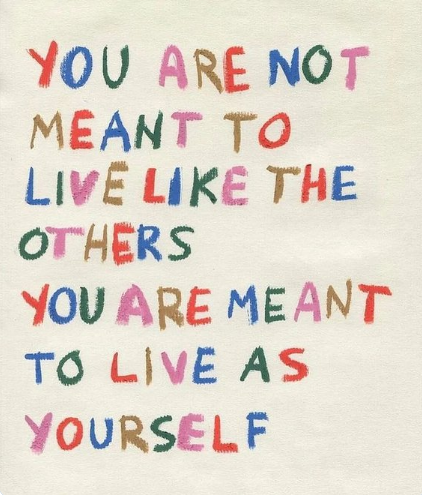 YOU ARE NOT
MEANT TO
LIVE LIKE THE
OTHERS
YOU ARE MEANT
TO LIVE AS
YOURSELF